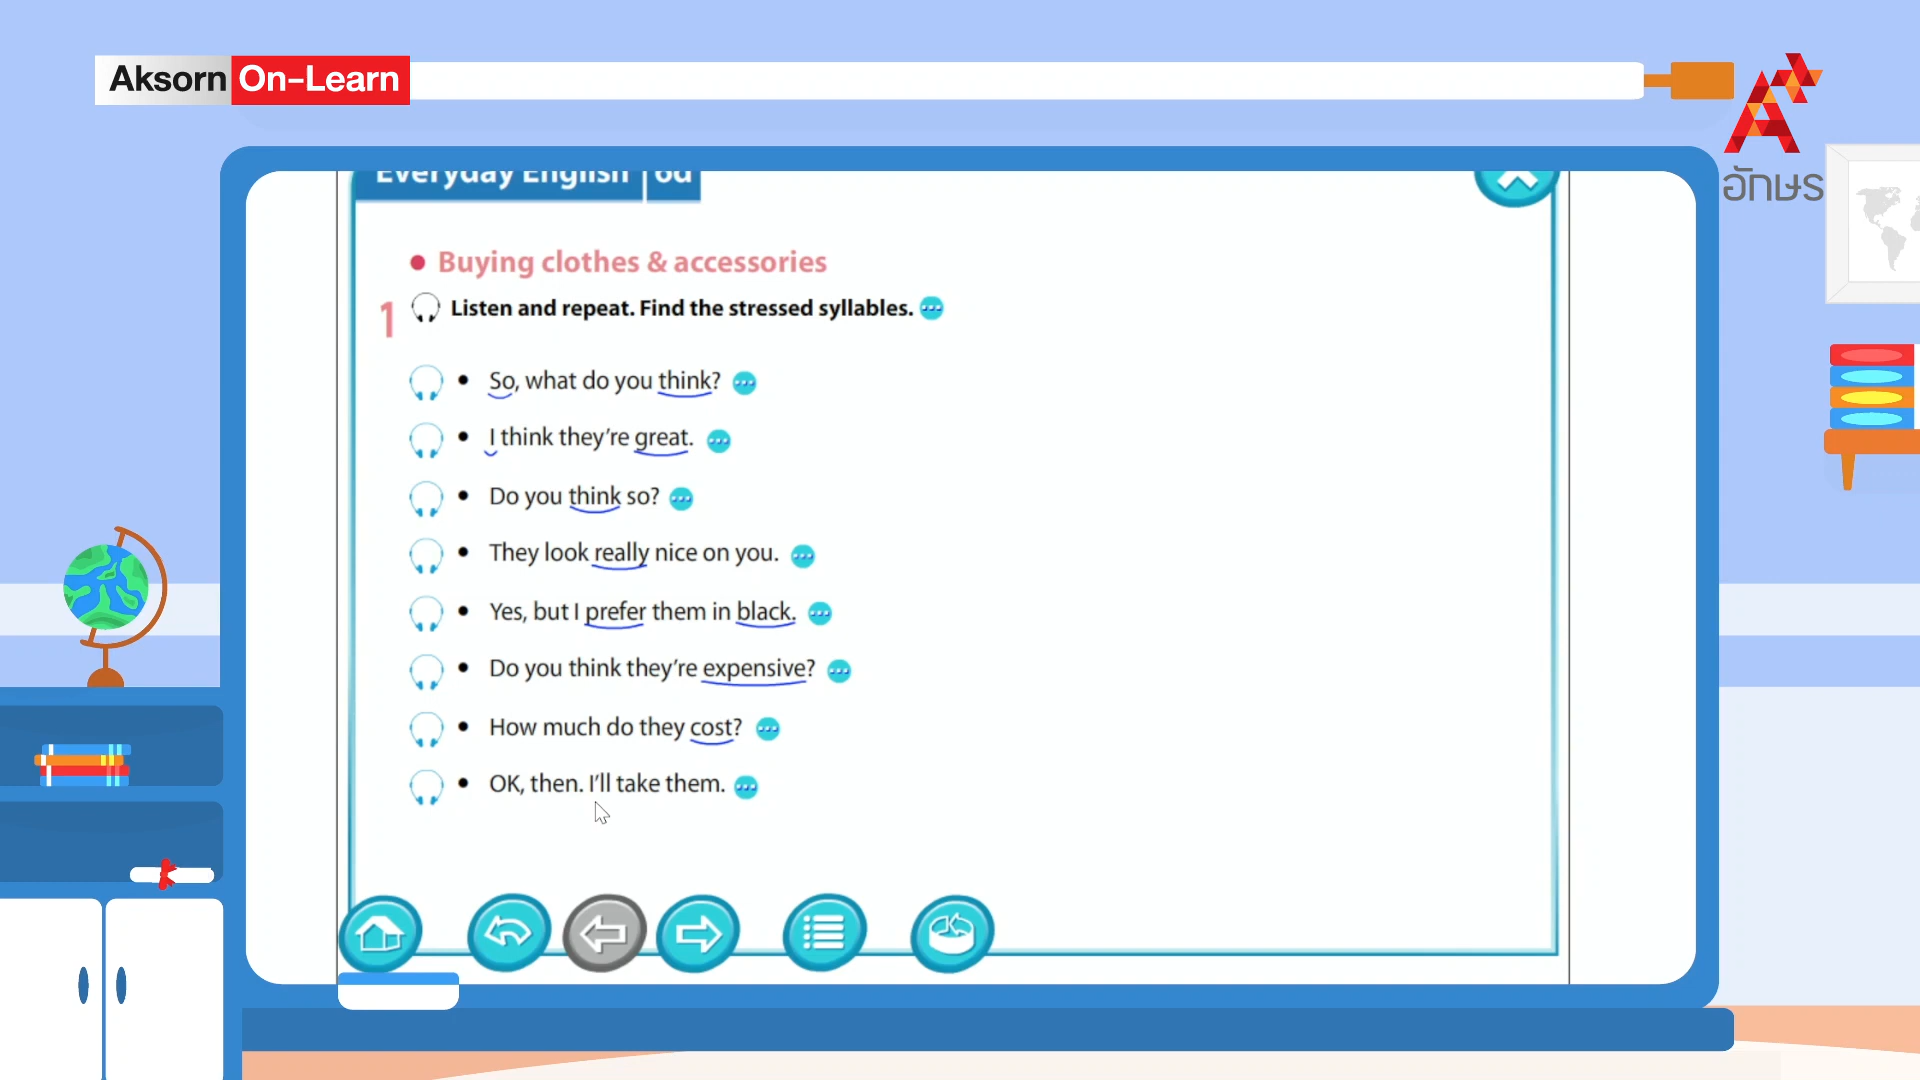 Aksorn On-Learn
อักษร
Everyday English 6d
Buying clothes & accessories
1 Listen and repeat. Find the stressed syllables.
• So, what do you think?
• I think they're great.
• Do you think so?
• They look really nice on you.
• Yes, but I prefer them in black.
• Do you think they're expensive?
• How much do they cost?
• OK, then. I'll take them.